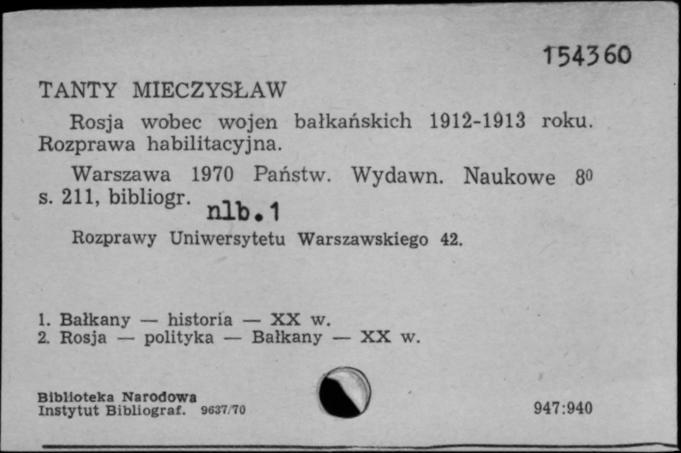 154360
TANTY MIECZYSŁAW
Rosja wobec wojen bałkańskich 1912-1913 roku.
Rozprawa habilitacyjna.
Warszawa 1970 Państw. Wydawn. Naukowe 8⁰
s. 211, bibliogr.
nlb.1
Rozprawy Uniwersytetu Warszawskiego 42.
1. Bałkany — historia — XX w.
2. Rosja — polityka — Bałkany — XX w.
Biblioteka Narodowa
Instytut Bibliograf. 9637/70
947:940